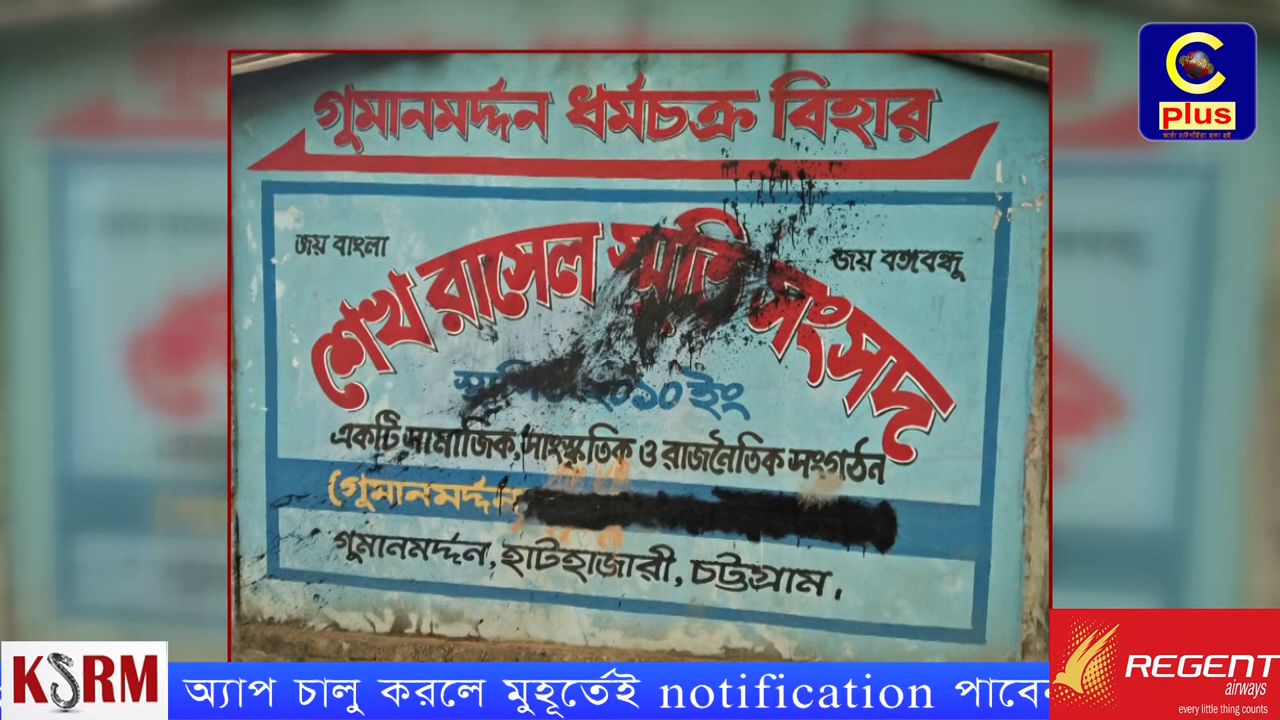 গুমানমর্দ্দন ধর্মচক্র বিহার
জয় বাংলা
জয় বঙ্গবন্ধু
শেখ রাসেল স্মৃতি সংসদ
স্থাপিত ২০১০ ইং
একটি সামাজিক, সাংস্কৃতিক ও রাজনৈতিক সংগঠন
গুমানমর্দ্দন
গুমানমর্দ্দন, হাটহাজারী, চট্টগ্রাম।
C
plus
KSRM
অ্যাপ চালু করলে মুহূর্তেই notification পাবেন
REGENT
airways
every little thing counts